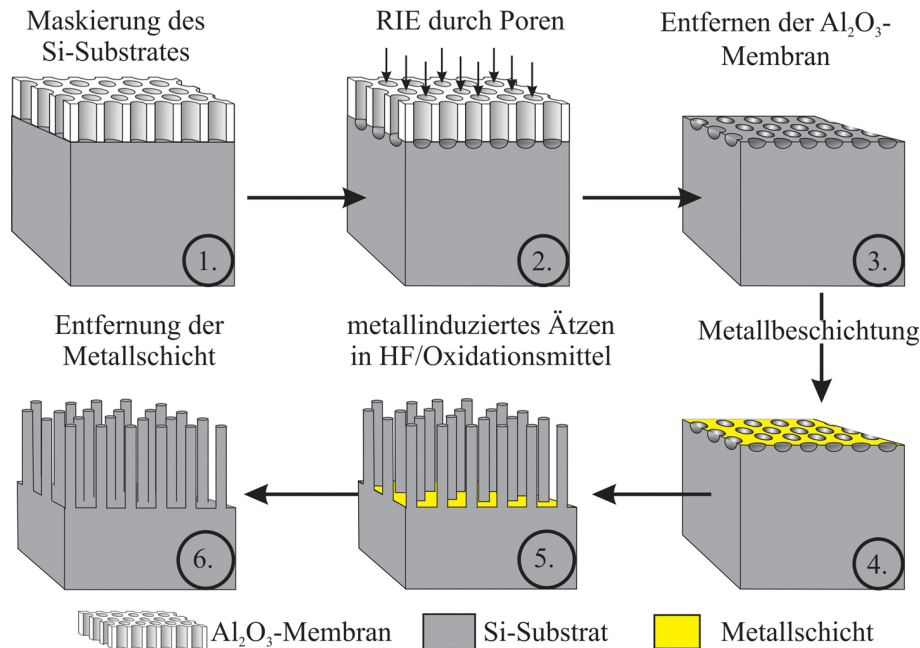 Maskierung des
Si-Substrates
RIE durch Poren
Entfernen der Al₂O₃-
Membran
1.
2.
3.
Metallbeschichtung
4.
metallinduziertes Ätzen
in HF/Oxidationsmittel
5.
Entfernung der
Metallschicht
6.
Al₂O₃-Membran
Si-Substrat
Metallschicht